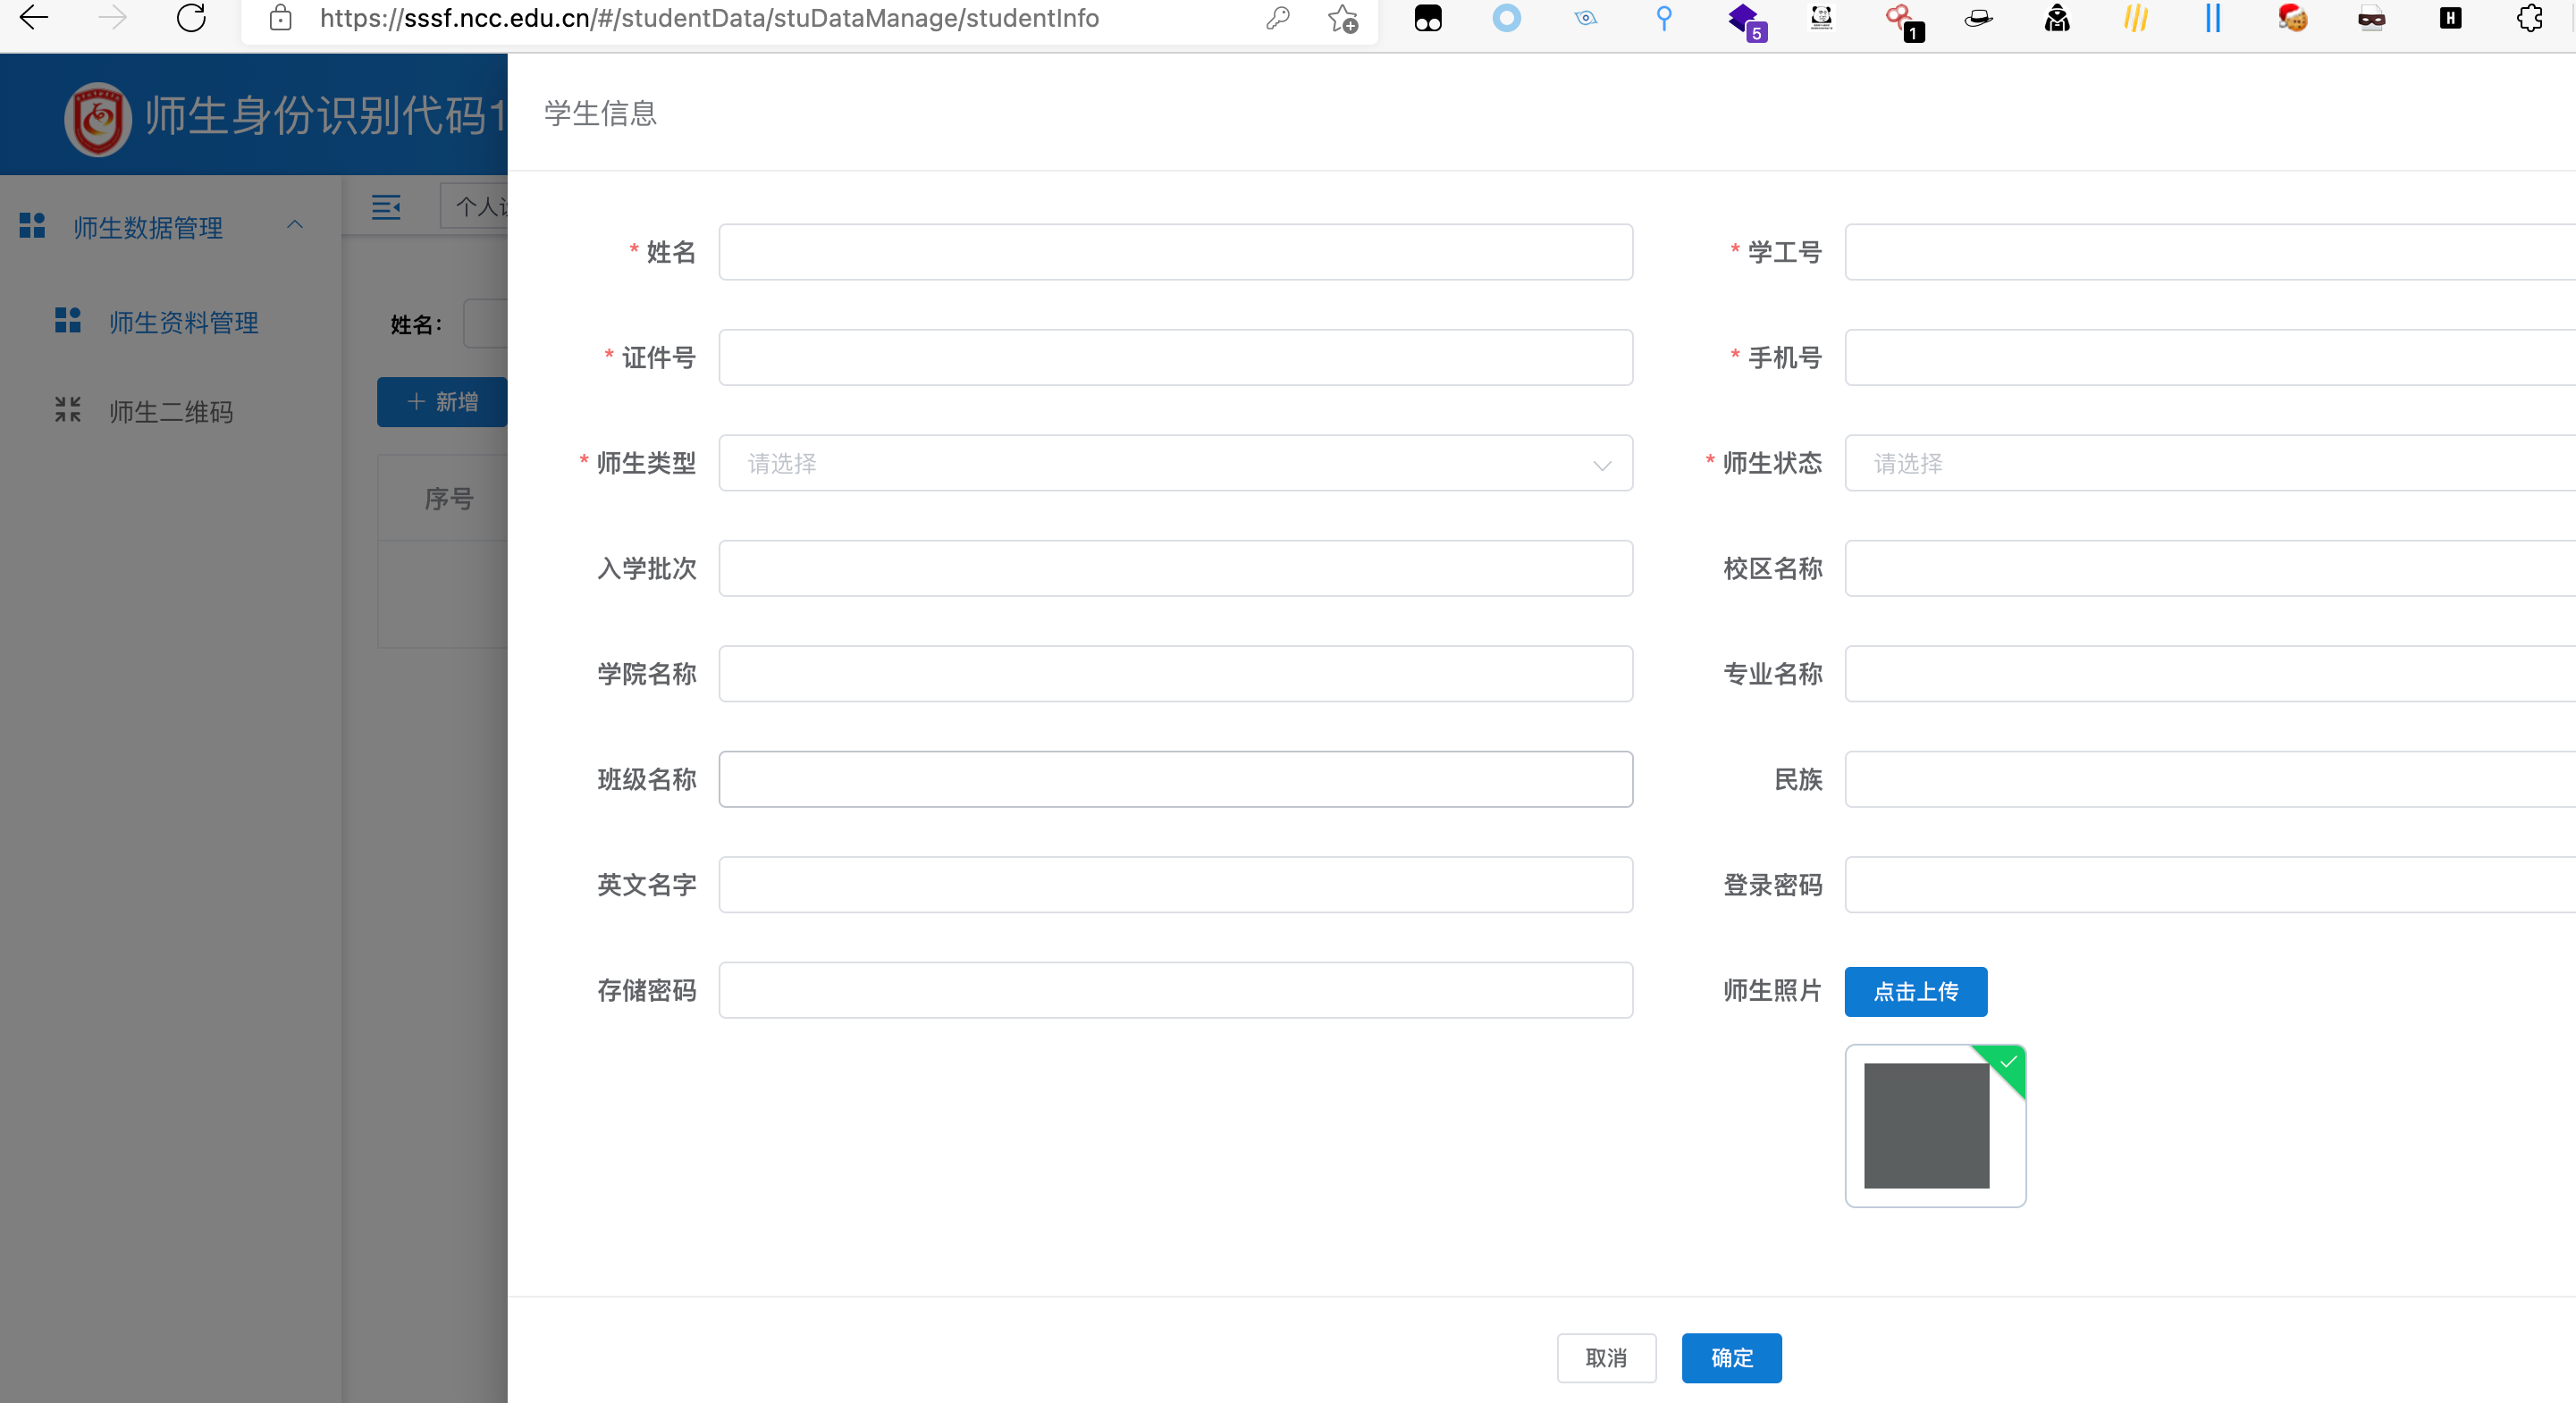 https://sssf.ncc.edu.cn/#/studentData/stuDataManage/studentInfo
5
1
H
师生身份识别代码1
学生信息
师生数据管理
个人
师生资料管理
姓名：
师生二维码
新增
序号
* 姓名
* 学工号
* 证件号
* 手机号
* 师生类型 请选择
* 师生状态 请选择
入学批次
校区名称
学院名称
专业名称
班级名称
民族
英文名字
登录密码
存储密码
师生照片 点击上传
取消 确定